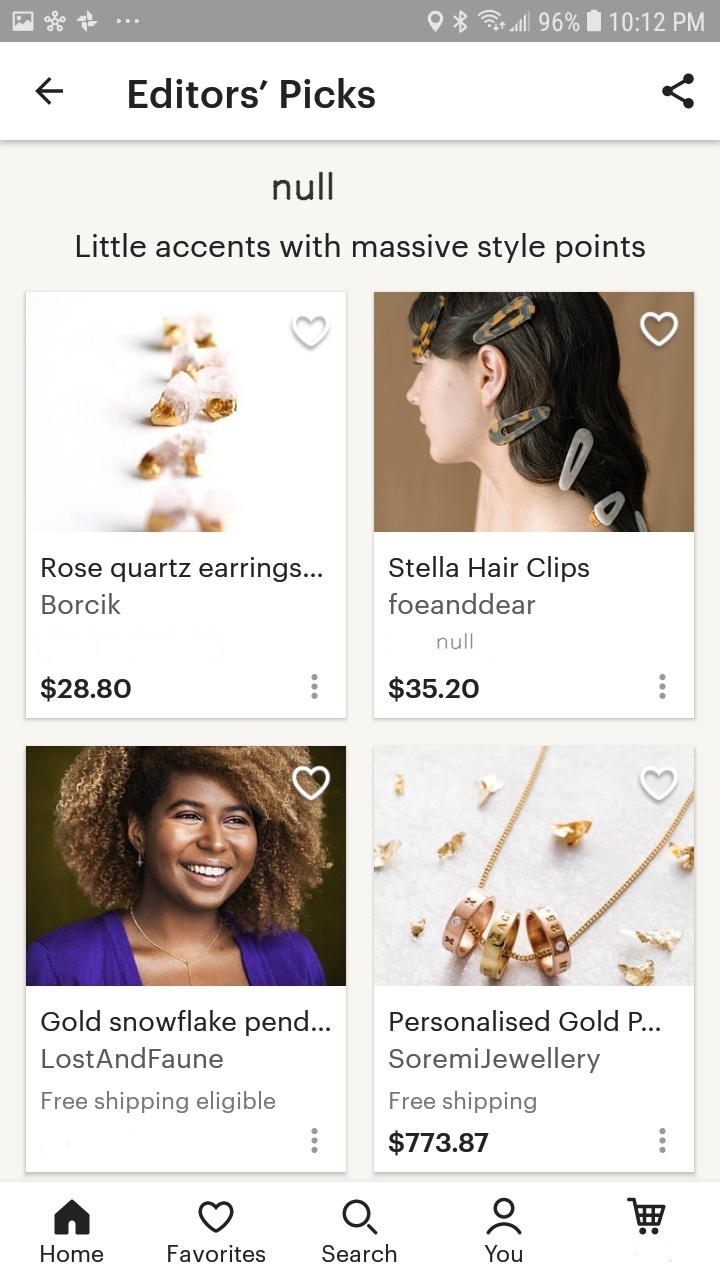 96% 10:12 PM
Editors’ Picks
null
Little accents with massive style points
Rose quartz earrings...
Borcik
$28.80
Stella Hair Clips
foeanddear
null
$35.20
Gold snowflake pend...
LostAndFaune
Free shipping eligible
Personalised Gold P...
SoremiJewellery
Free shipping
$773.87
Home Favorites Search You